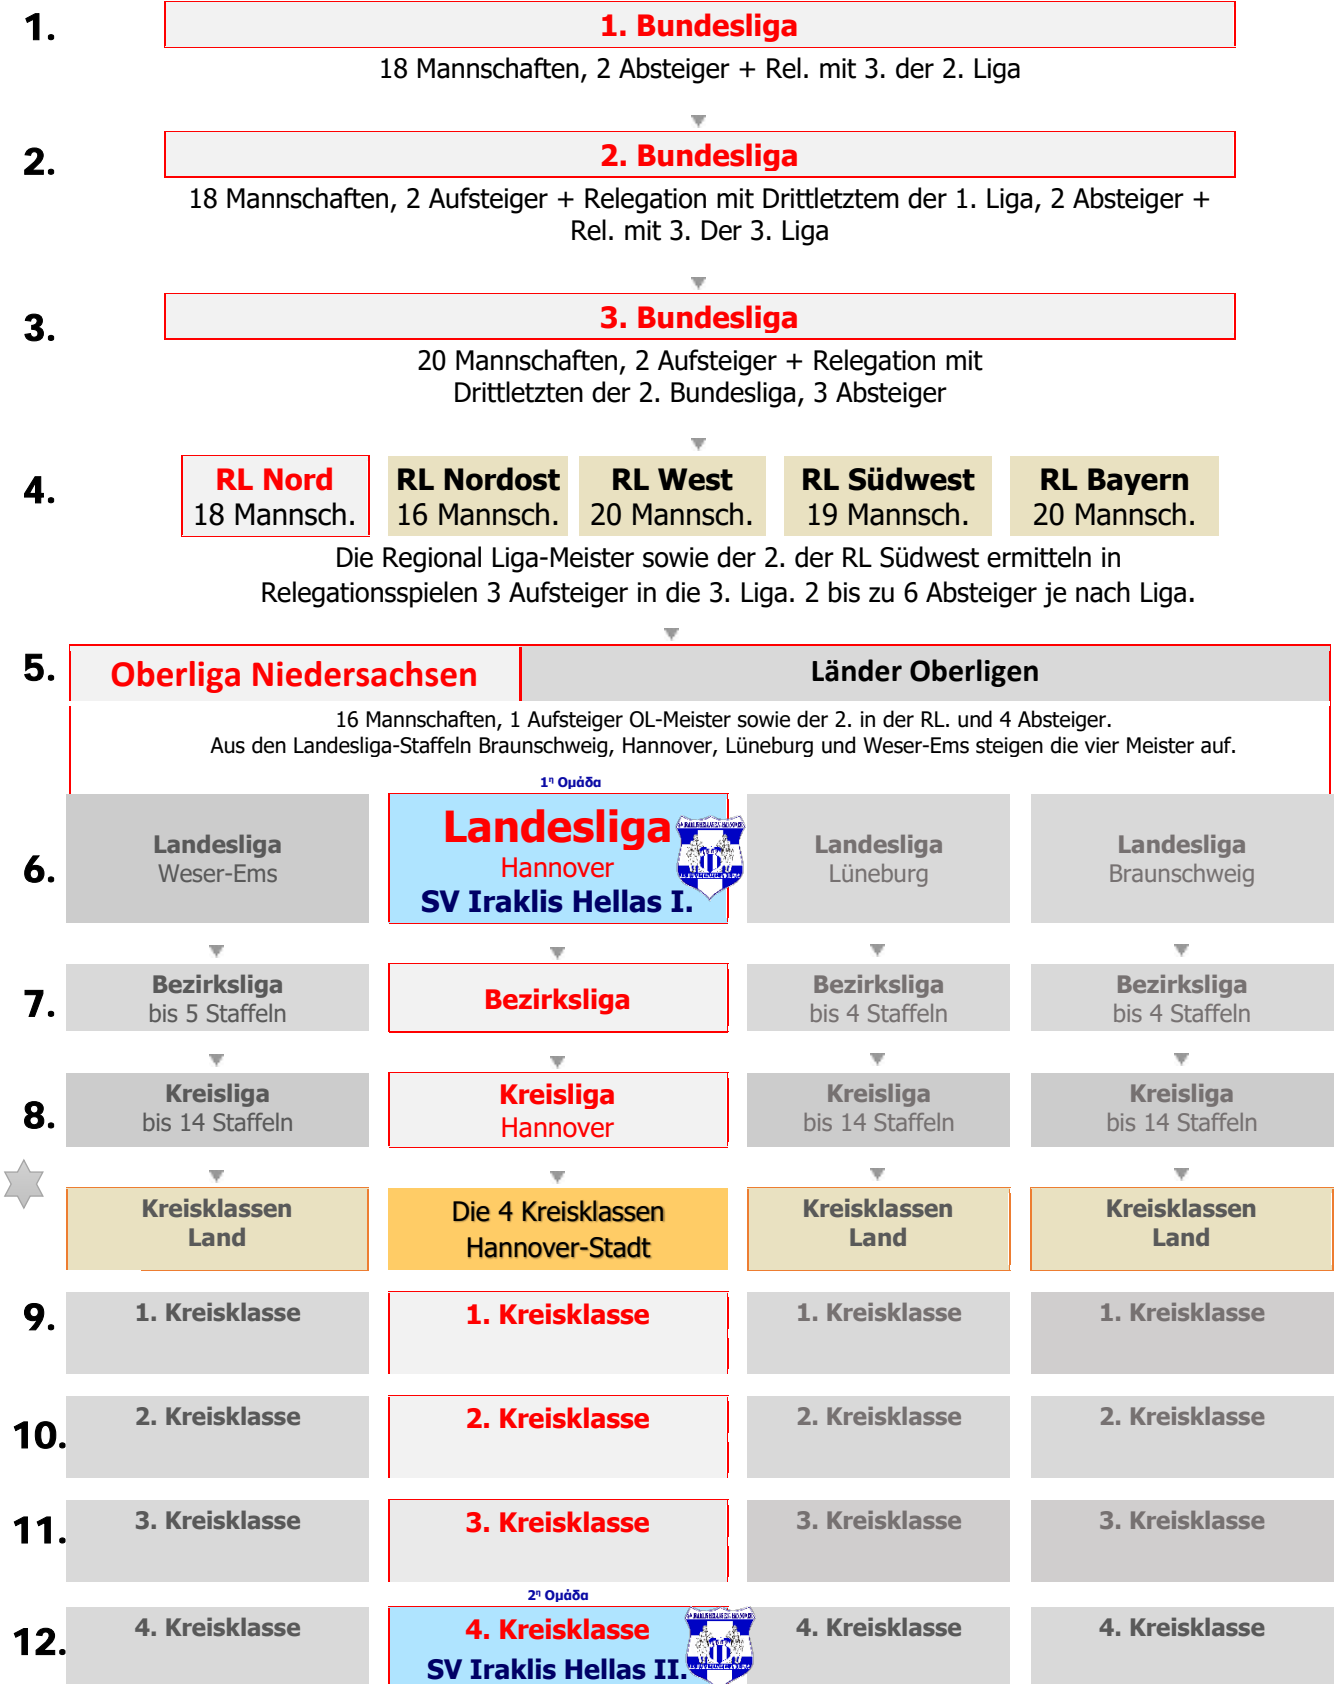 1.
1. Bundesliga
18 Mannschaften, 2 Absteiger + Rel. mit 3. der 2. Liga
2.
2. Bundesliga
18 Mannschaften, 2 Aufsteiger + Relegation mit Drittletztem der 1. Liga, 2 Absteiger +
Rel. mit 3. Der 3. Liga
3.
3. Bundesliga
20 Mannschaften, 2 Aufsteiger + Relegation mit
Drittletzten der 2. Bundesliga, 3 Absteiger
4.
RL Nord
18 Mannsch.
RL Nordost
16 Mannsch.
RL West
20 Mannsch.
RL Südwest
19 Mannsch.
RL Bayern
20 Mannsch.
Die Regional Liga-Meister sowie der 2. der RL Südwest ermitteln in
Relegationsspielen 3 Aufsteiger in die 3. Liga. 2 bis zu 6 Absteiger je nach Liga.
5.
Oberliga Niedersachsen
Länder Oberligen
16 Mannschaften, 1 Aufsteiger OL-Meister sowie der 2. in der RL. und 4 Absteiger.
Aus den Landesliga-Staffeln Braunschweig, Hannover, Lüneburg und Weser-Ems steigen die vier Meister auf.
1η Ομάδα
6.
Landesliga
Weser-Ems
Landesliga
Hannover
SV Iraklis Hellas I.
Landesliga
Lüneburg
Landesliga
Braunschweig
7.
Bezirksliga
bis 5 Staffeln
Bezirksliga
Bezirksliga
bis 4 Staffeln
Bezirksliga
bis 4 Staffeln
8.
Kreisliga
bis 14 Staffeln
Kreisliga
Hannover
Kreisliga
bis 14 Staffeln
Kreisliga
bis 14 Staffeln
Kreisklassen
Land
Die 4 Kreisklassen
Hannover-Stadt
Kreisklassen
Land
Kreisklassen
Land
9.
1. Kreisklasse
1. Kreisklasse
1. Kreisklasse
1. Kreisklasse
10.
2. Kreisklasse
2. Kreisklasse
2. Kreisklasse
2. Kreisklasse
11.
3. Kreisklasse
3. Kreisklasse
3. Kreisklasse
3. Kreisklasse
2η Ομάδα
12.
4. Kreisklasse
4. Kreisklasse
SV Iraklis Hellas II.
4. Kreisklasse
4. Kreisklasse